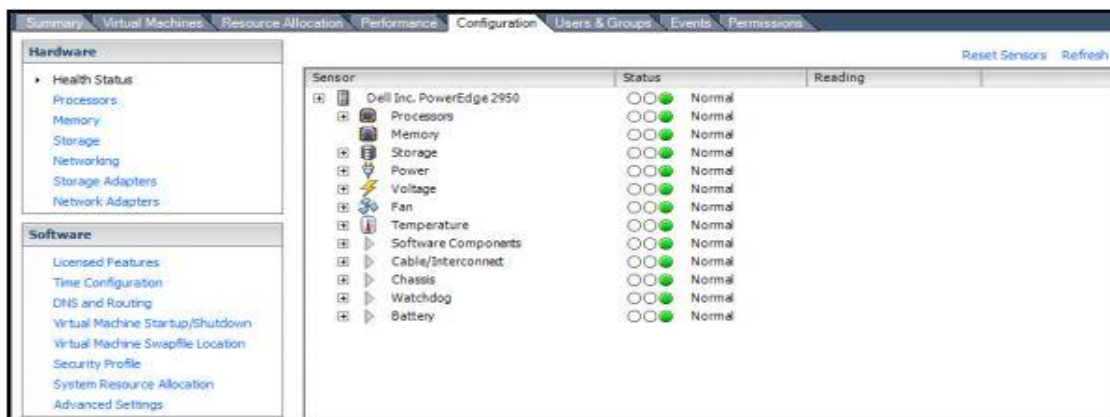 Summary Virtual Machines Resource Allocation Performance Configuration Users & Groups Events Permissions
Hardware
Health Status
Processors
Memory
Storage
Networking
Storage Adapters
Network Adapters
Software
Licensed Features
Time Configuration
DNS and Routing
Virtual Machine Startup/Shutdown
Virtual Machine Swapfile Location
Security Profile
System Resource Allocation
Advanced Settings
Reset Sensors Refresh
Sensor Status Reading
Dell Inc. PowerEdge 2950 Normal
Processors Normal
Memory Normal
Storage Normal
Power Normal
Voltage Normal
Fan Normal
Temperature Normal
Software Components Normal
Cable/Interconnect Normal
Chassis Normal
Watchdog Normal
Battery Normal